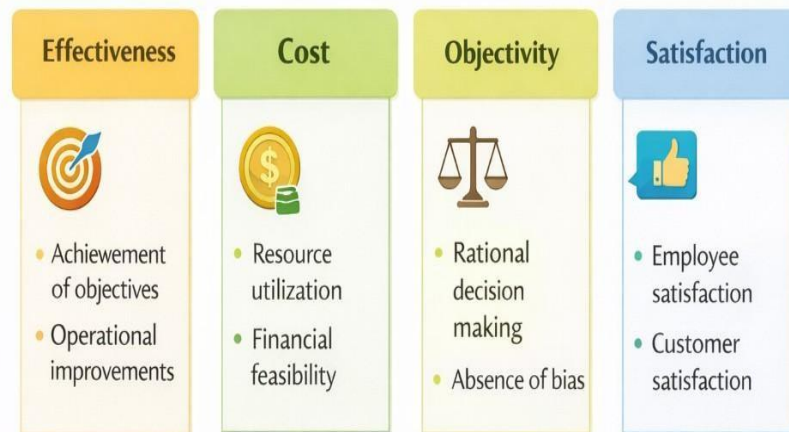 Effectiveness
Achiewement
of objectives
Operational
improvements
Cost
$
Resource
utilization
Financial
feasibility
Objectivity
Rational
decision
making
Absence of bias
Satisfaction
Employee
satisfaction
Customer
satisfaction